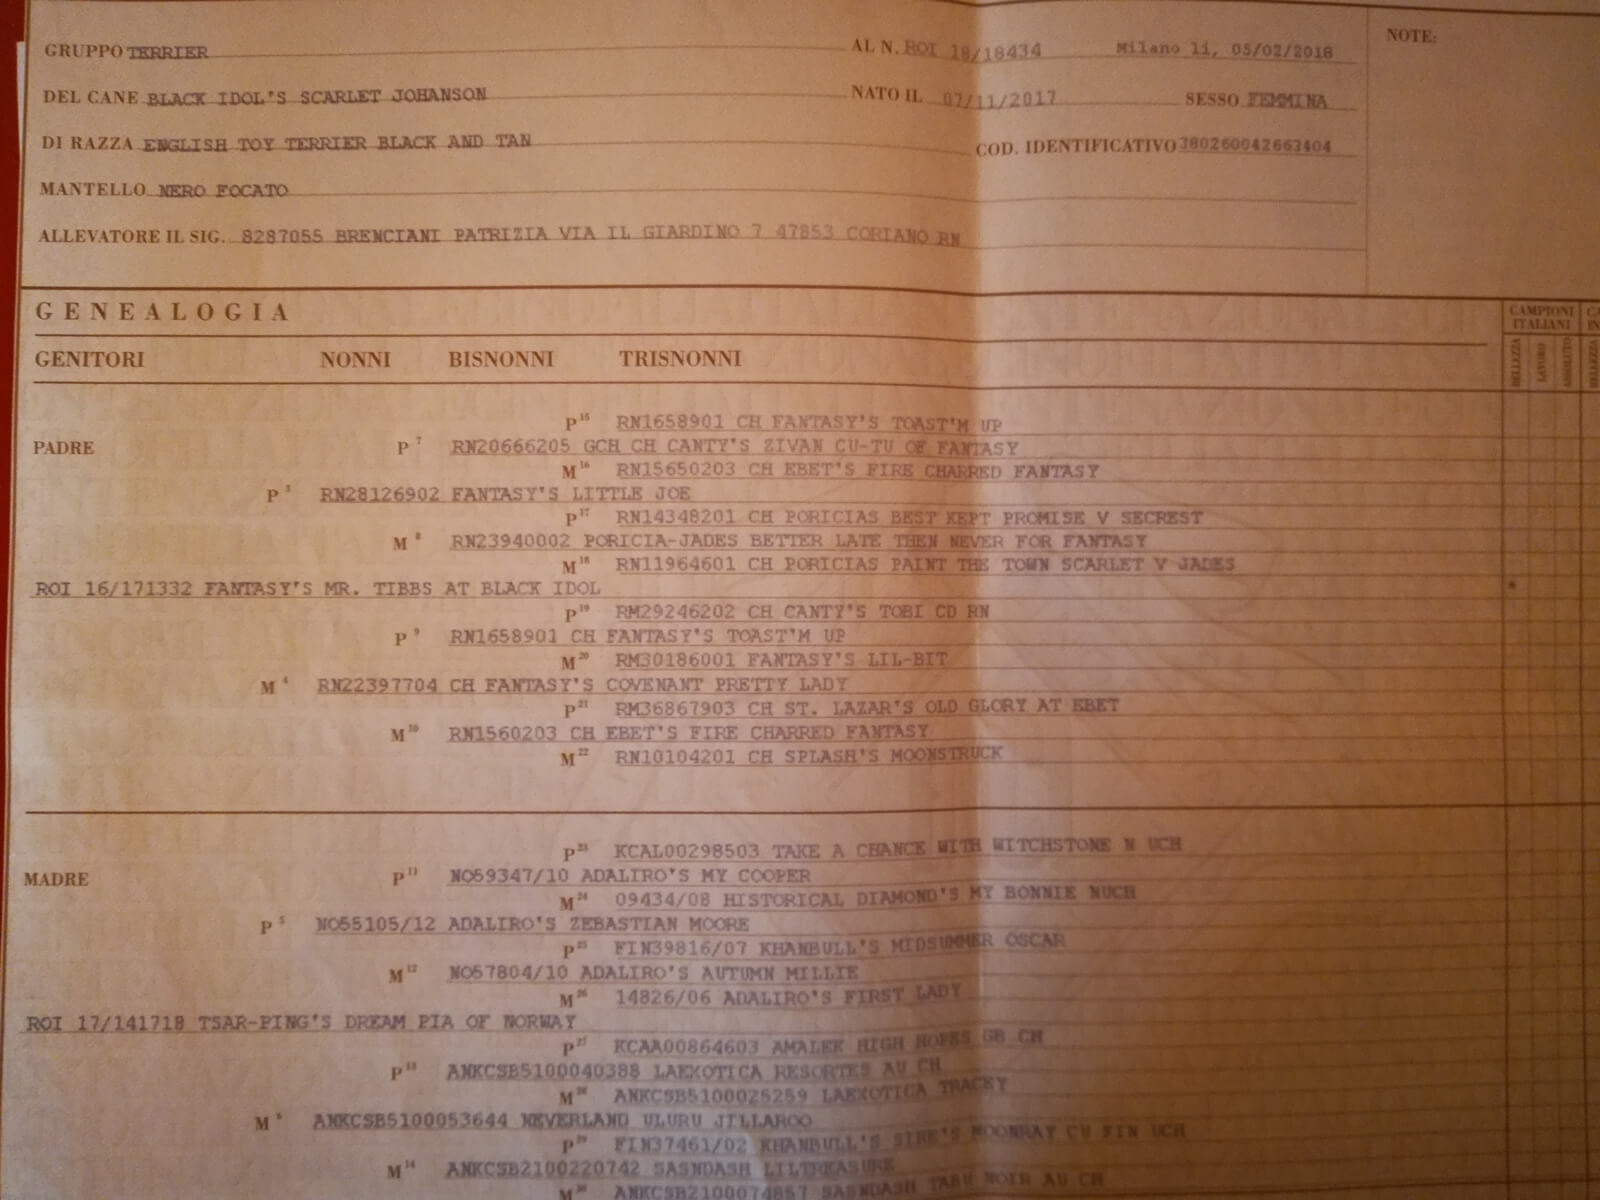 GRUPPO TERRIER AL N. ROI 18/18434 Milano li, 05/02/2018 NOTE:
DEL CANE BLACK IDOL'S SCARLET JOHANSON NATO IL 07/11/2017 SESSO FEMMINA
DI RAZZA ENGLISH TOY TERRIER BLACK AND TAN COD. IDENTIFICATIVO 380260042663404
MANTELLO NERO FOCATO
ALLEVATORE IL SIG. 8287055 BRENCIANI PATRIZIA VIA IL GIARDINO 7 47853 CORIANO RN
GENEALOGIA CAMPIONI ITALIANI
GENITORI NONNI BISNONNI TRISNONNI BELLEZZA LAVORO ASSOLUTO BELLEZZA
P15 RN1658901 CH FANTASY'S TOAST'M UP
PADRE P7 RN20666205 GCH CH CANTY'S ZIVAN CU-TU OF FANTASY
M16 RN15650203 CH EBET'S FIRE CHARRED FANTASY
P3 RN28126902 FANTASY'S LITTLE JOE
P17 RN14348201 CH PORICIAS BEST KEPT PROMISE V SECREST
M8 RN23940002 PORICIA-JADES BETTER LATE THEN NEVER FOR FANTASY
M18 RN11964601 CH PORICIAS PAINT THE TOWN SCARLET V JADES
ROI 16/171332 FANTASY'S MR. TIBBS AT BLACK IDOL *
P19 RM29246202 CH CANTY'S TOBI CD RN
P9 RN1658901 CH FANTASY'S TOAST'M UP
M20 RM30186001 FANTASY'S LIL-BIT
M4 RN22397704 CH FANTASY'S COVENANT PRETTY LADY
P21 RM36867903 CH ST. LAZAR'S OLD GLORY AT EBET
M10 RN1560203 CH EBET'S FIRE CHARRED FANTASY
M22 RN10104201 CH SPLASH'S MOONSTRUCK
P23 KCAL00298503 TAKE A CHANCE WITH WITCHSTONE N UCH
MADRE P11 NO59347/10 ADALIRO'S MY COOPER
M24 09434/08 HISTORICAL DIAMOND'S MY BONNIE NUCH
P5 NO55105/12 ADALIRO'S ZEBASTIAN MOORE
P25 FIN39816/07 KHANBULL'S MIDSUMMER OSCAR
M12 NO57804/10 ADALIRO'S AUTUMN MILLIE
M26 14826/06 ADALIRO'S FIRST LADY
ROI 17/141718 TSAR-PING'S DREAM PIA OF NORWAY
P27 KCAA00864603 AMALEK HIGH HOPES GB CH
P13 ANKCSB5100040388 LAEXOTICA RESORTES AU CH
M28 ANKCSB5100025259 LAEXOTICA TRACKY
M6 ANKCSB5100053644 NEVERLAND ULURU JILLAROO
P29 FIN37461/02 KHANBULL'S SIRE'S MOONRAY CU FIN UCH
M14 ANKCSB2100220742 SASNDASH LILTREASURE
M30 ANKCSB2100074857 SASNDASH TABU NOIR AU CH